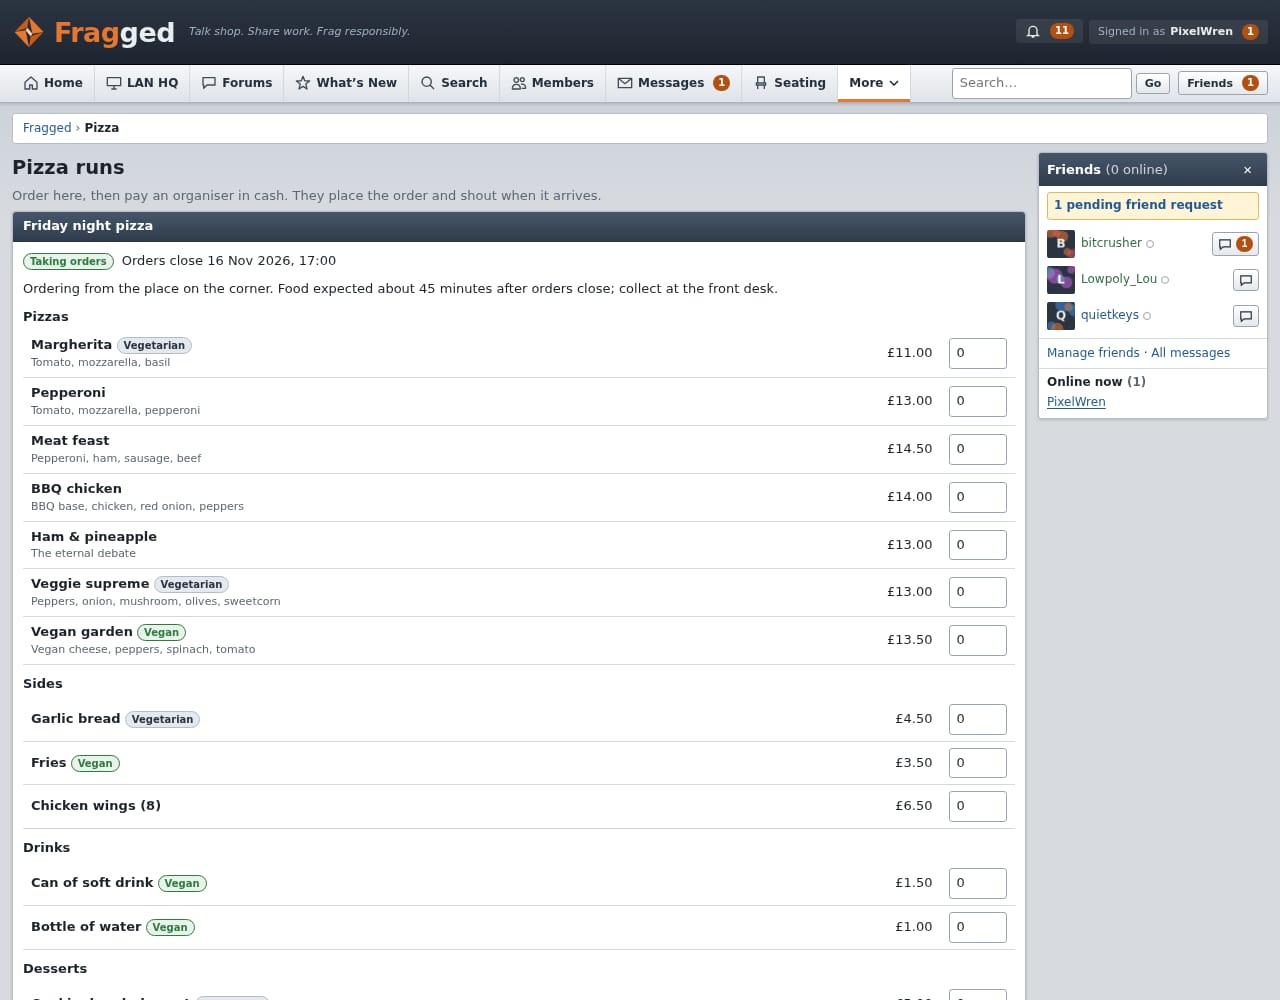 Fragged
Talk shop. Share work. Frag responsibly.
11
Signed in as PixelWren 1
Home
LAN HQ
Forums
What's New
Search
Members
Messages 1
Seating
More
Search…
Go
Friends 1
Fragged › Pizza
Pizza runs
Order here, then pay an organiser in cash. They place the order and shout when it arrives.
Friday night pizza
Taking orders Orders close 16 Nov 2026, 17:00
Ordering from the place on the corner. Food expected about 45 minutes after orders close; collect at the front desk.
Pizzas
Margherita Vegetarian £11.00 0
Tomato, mozzarella, basil
Pepperoni £13.00 0
Tomato, mozzarella, pepperoni
Meat feast £14.50 0
Pepperoni, ham, sausage, beef
BBQ chicken £14.00 0
BBQ base, chicken, red onion, peppers
Ham & pineapple £13.00 0
The eternal debate
Veggie supreme Vegetarian £13.00 0
Peppers, onion, mushroom, olives, sweetcorn
Vegan garden Vegan £13.50 0
Vegan cheese, peppers, spinach, tomato
Sides
Garlic bread Vegetarian £4.50 0
Fries Vegan £3.50 0
Chicken wings (8) £6.50 0
Drinks
Can of soft drink Vegan £1.50 0
Bottle of water Vegan £1.00 0
Desserts
Friends (0 online) ×
1 pending friend request
B bitcrusher 1
L Lowpoly_Lou
Q quietkeys
Manage friends · All messages
Online now (1)
PixelWren